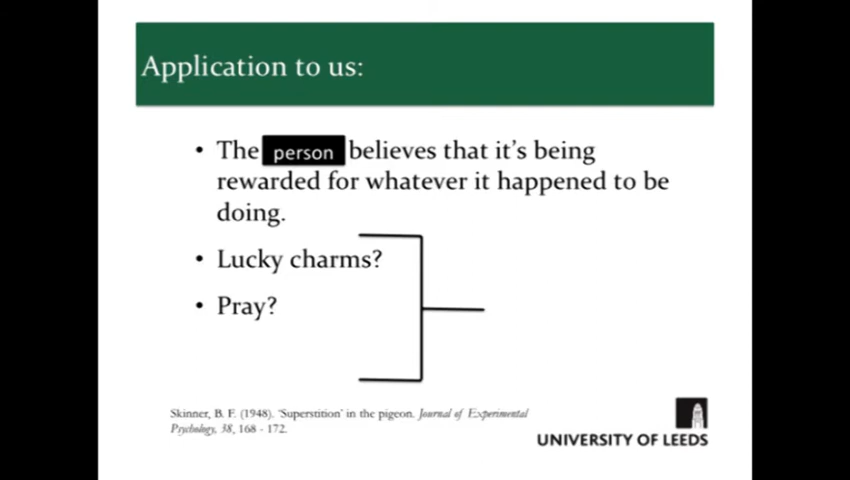 Application to us:
• The person believes that it's being
rewarded for whatever it happened to be
doing.
• Lucky charms?
• Pray?
Skinner, B. F. (1948). 'Superstition' in the pigeon. Journal of Experimental
Psychology, 38, 168 - 172.
UNIVERSITY OF LEEDS